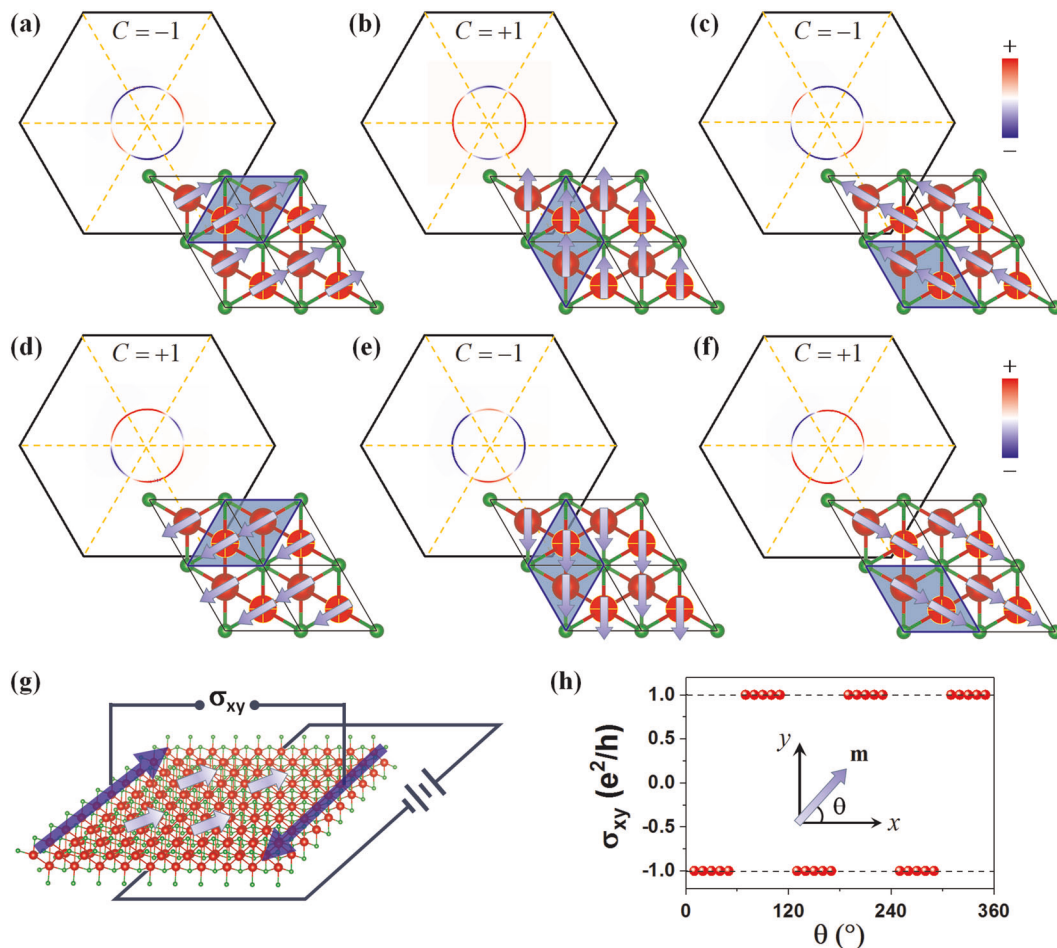 (a) C = −1
(b) C = +1
(c) C = −1
+
−
(d) C = +1
(e) C = −1
(f) C = +1
+
−
(g)
σxy
(h)
1.0
0.5
0.0
-0.5
-1.0
σxy (e²/h)
y
m
θ
x
0 120 240 360
θ (°)